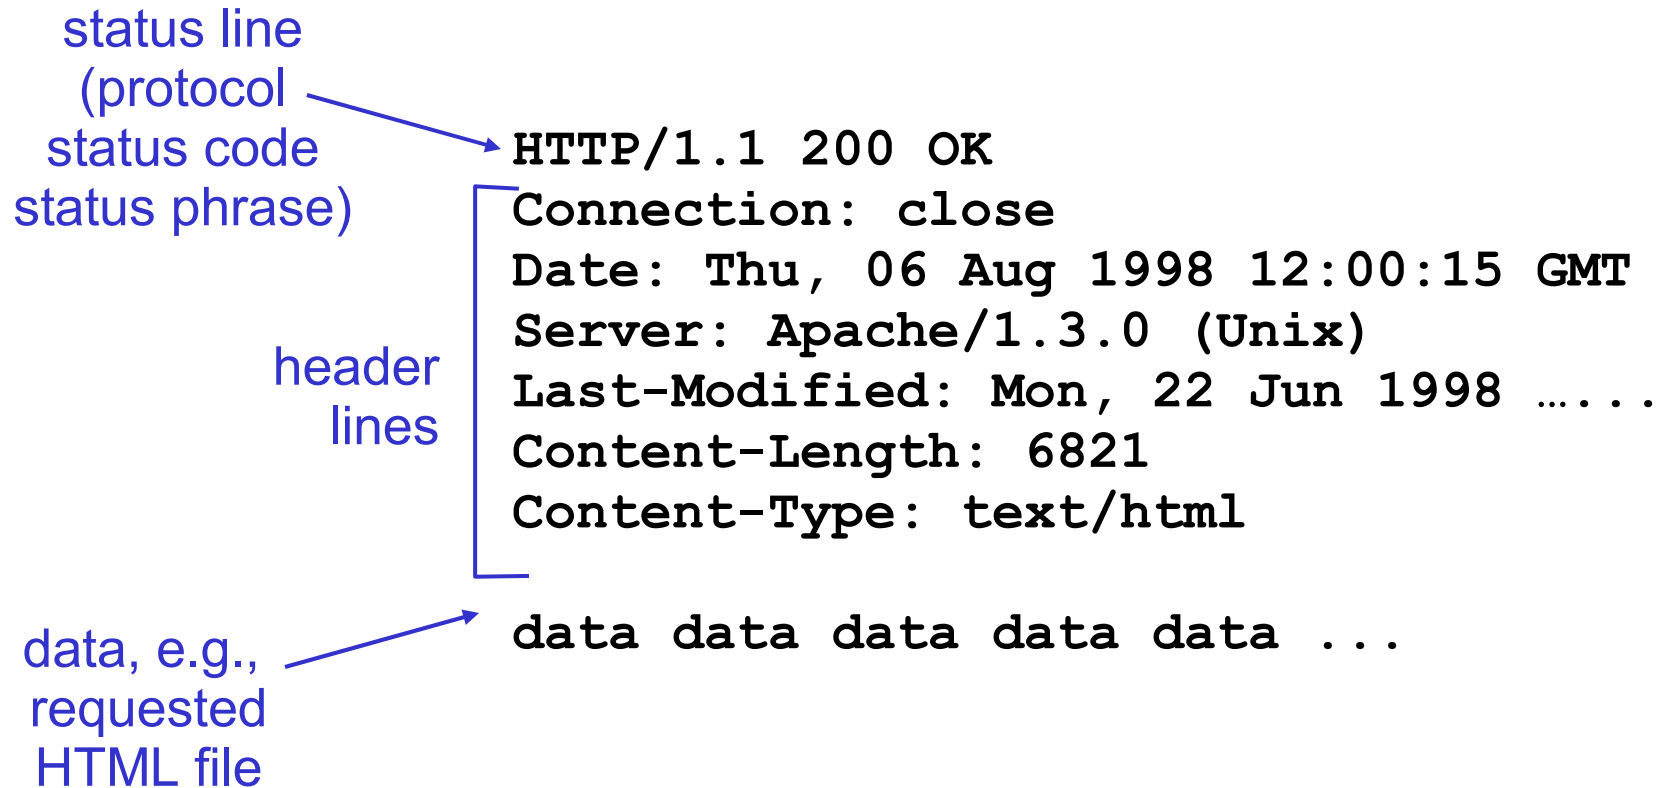 status line
(protocol
status code
status phrase)
HTTP/1.1 200 OK
Connection: close
Date: Thu, 06 Aug 1998 12:00:15 GMT
Server: Apache/1.3.0 (Unix)
Last-Modified: Mon, 22 Jun 1998 …...
Content-Length: 6821
Content-Type: text/html
header
lines
data data data data data ...
data, e.g.,
requested
HTML file